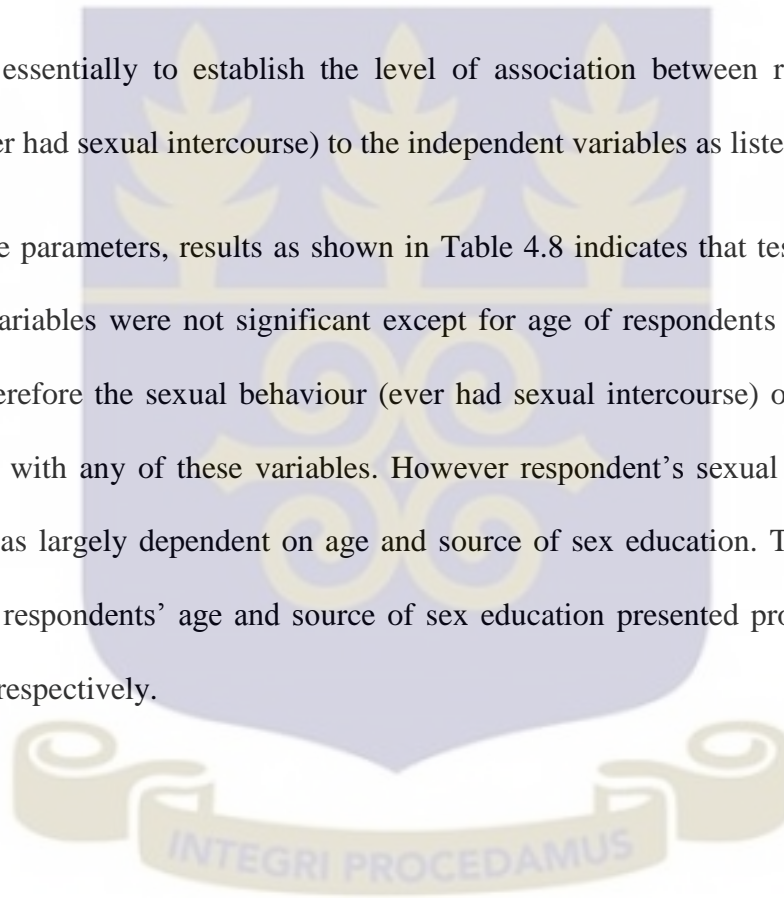 essentially to establish the level of association between r
er had sexual intercourse) to the independent variables as liste
e parameters, results as shown in Table 4.8 indicates that tes
ariables were not significant except for age of respondents
erefore the sexual behaviour (ever had sexual intercourse) o
with any of these variables. However respondent’s sexual
as largely dependent on age and source of sex education. T
respondents’ age and source of sex education presented pro
respectively.
INTEGRI PROCEDAMUS